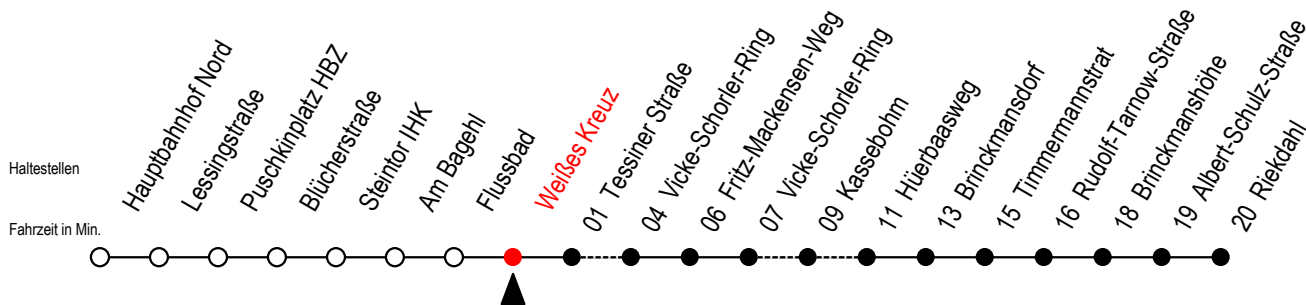 Haltestellen
Fahrzeit in Min.
Hauptbahnhof Nord
Lessingstraße
Puschkinplatz HBZ
Blücherstraße
Steintor IHK
Am Bagehl
Flussbad
Weißes Kreuz
01 Tessiner Straße
04 Vicke-Schorler-Ring
06 Fritz-Mackensen-Weg
07 Vicke-Schorler-Ring
09 Kassebohm
11 Hüerbaasweg
13 Brinckmansdorf
15 Timmermannstrat
16 Rudolf-Tarnow-Straße
18 Brinckmanshöhe
19 Albert-Schulz-Straße
20 Riekdahl